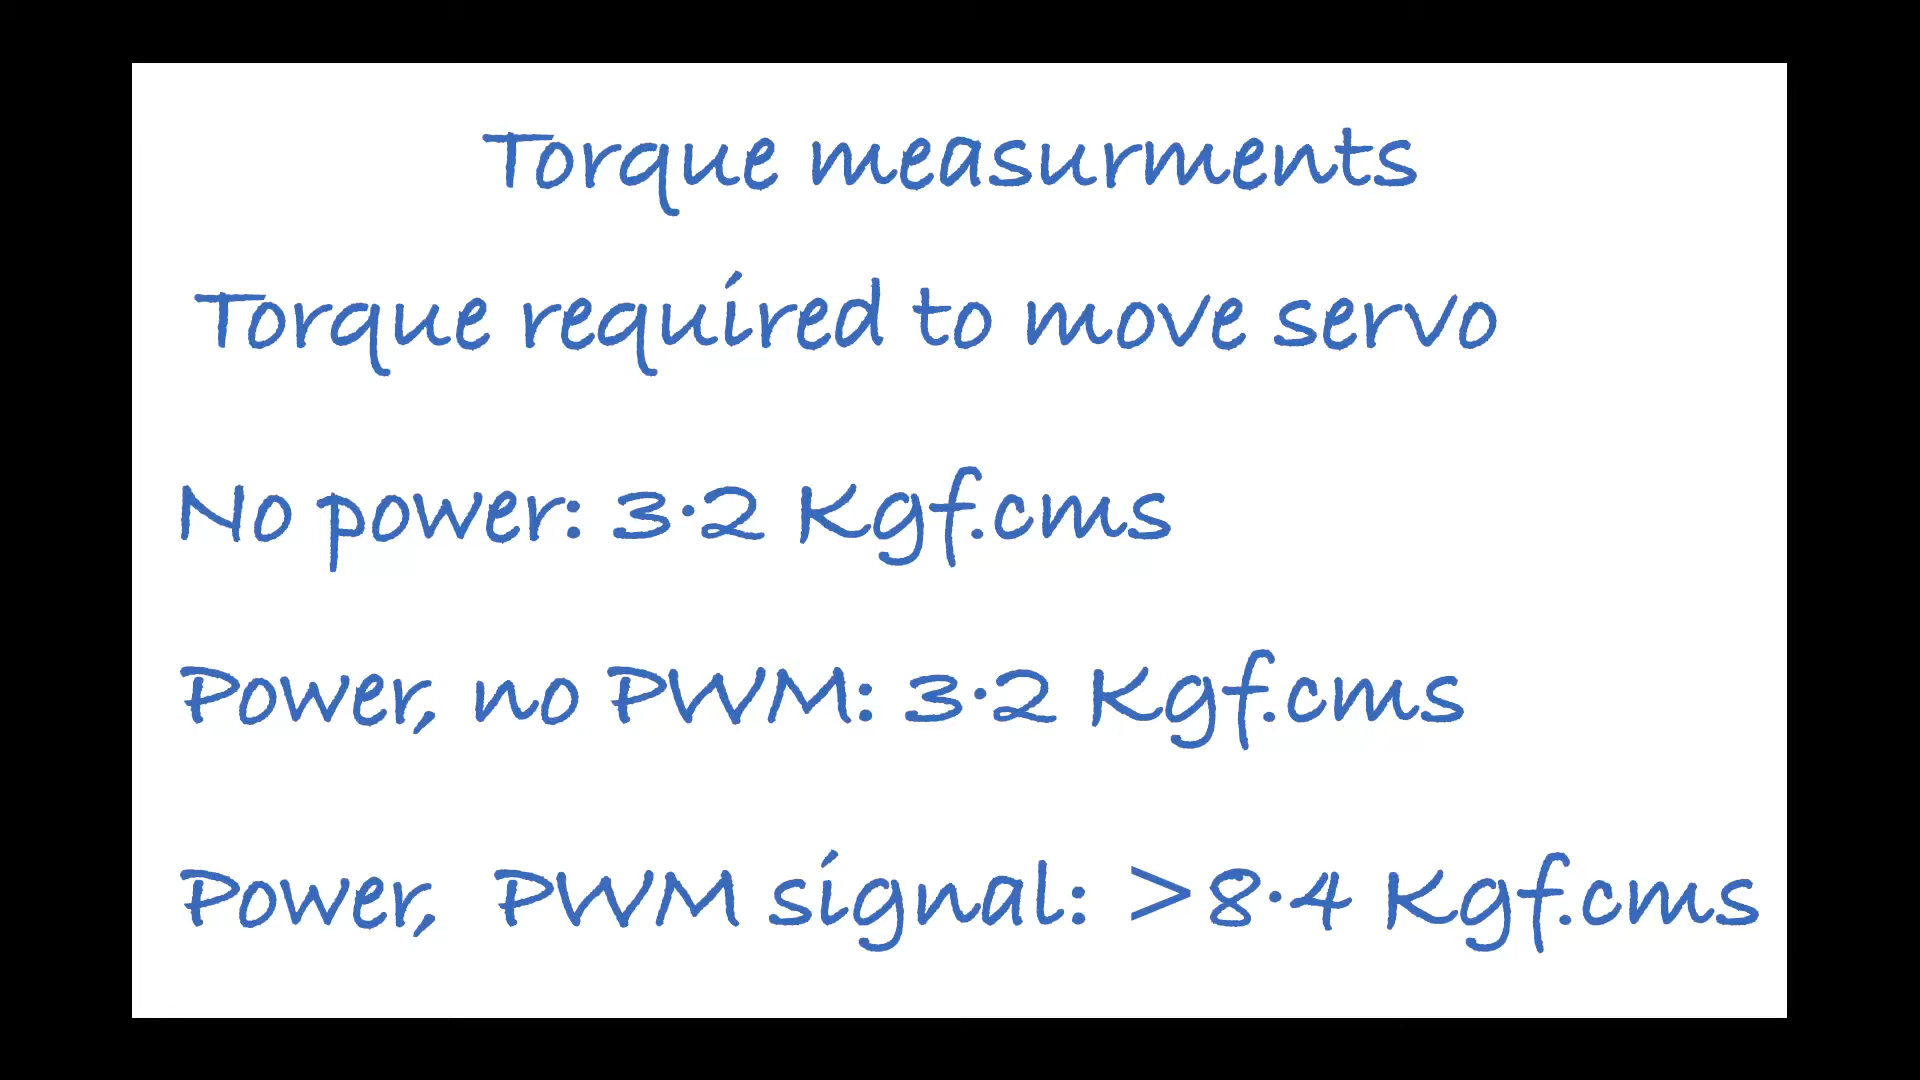 Torque measurments
Torque required to move servo
No power: 3·2 Kgf.cms
Power, no PWM: 3·2 Kgf.cms
Power, PWM signal: >8·4 Kgf.cms